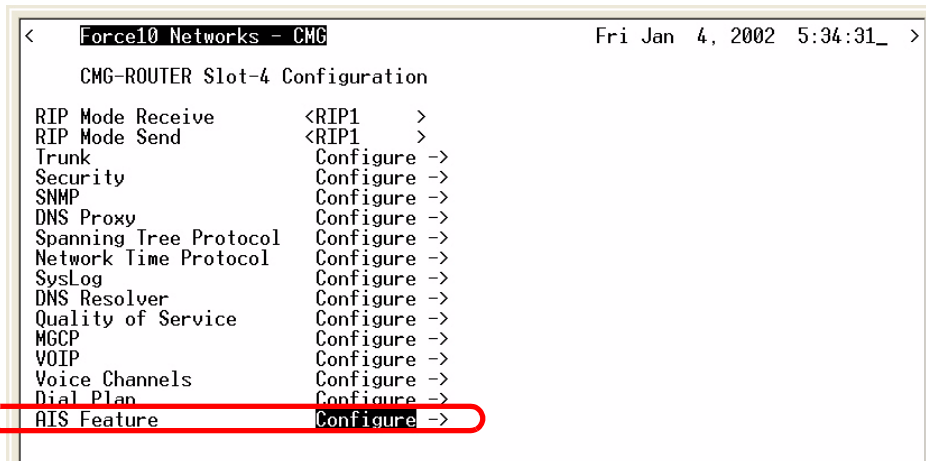 < Force10 Networks - CMG Fri Jan 4, 2002 5:34:31_ >
CMG-ROUTER Slot-4 Configuration
RIP Mode Receive <RIP1 >
RIP Mode Send <RIP1 >
Trunk Configure ->
Security Configure ->
SNMP Configure ->
DNS Proxy Configure ->
Spanning Tree Protocol Configure ->
Network Time Protocol Configure ->
SysLog Configure ->
DNS Resolver Configure ->
Quality of Service Configure ->
MGCP Configure ->
VOIP Configure ->
Voice Channels Configure ->
Dial Plan Configure ->
AIS Feature Configure ->